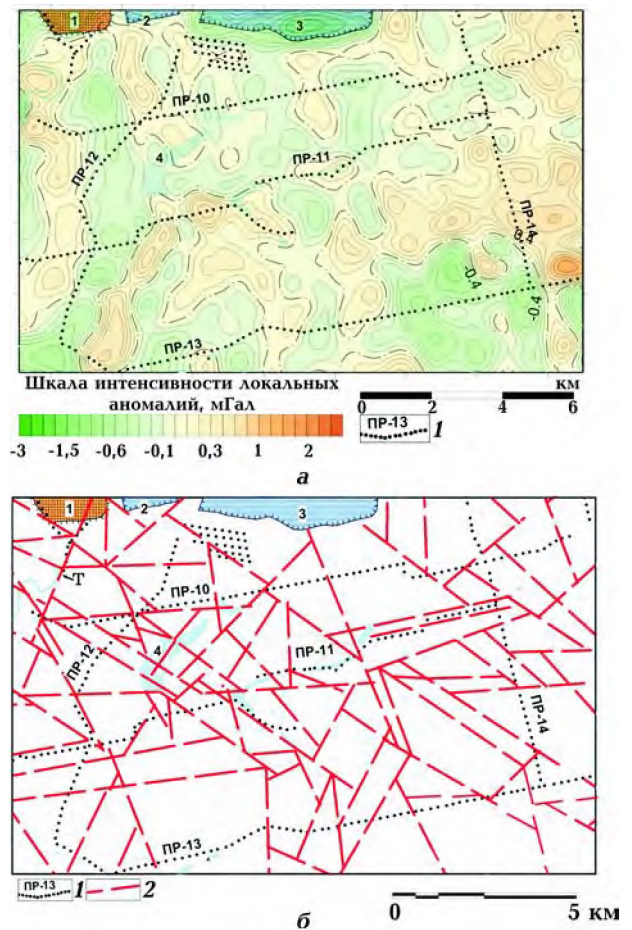 1
2
3
ПР-10
ПР-12
4
ПР-11
ПР-14
-0.4
-0.4
ПР-13
Шкала интенсивности локальных
аномалий, мГал
-3 -1,5 -0,6 -0,1 0,3 1 2
км
0 2 4 6
ПР-13 1
а
1
2
3
Т
ПР-10
ПР-12
4
ПР-11
ПР-14
ПР-13
ПР-13 1 2
0 5 км
б